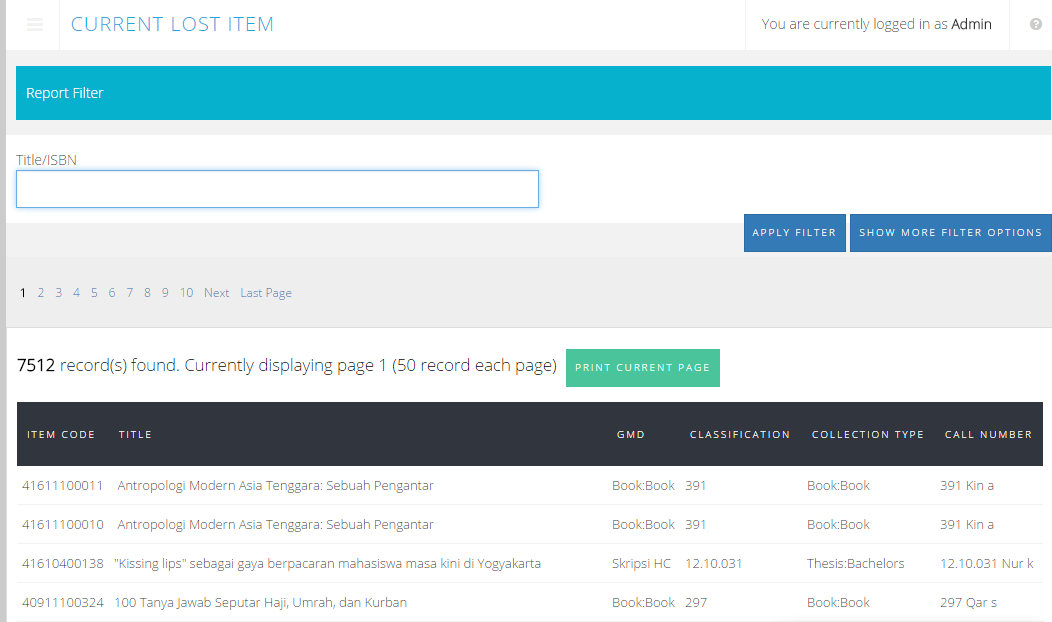 CURRENT LOST ITEM
You are currently logged in as Admin
Report Filter
Title/ISBN
APPLY FILTER SHOW MORE FILTER OPTIONS
1 2 3 4 5 6 7 8 9 10 Next Last Page
7512 record(s) found. Currently displaying page 1 (50 record each page) PRINT CURRENT PAGE
ITEM CODE TITLE GMD CLASSIFICATION COLLECTION TYPE CALL NUMBER
41611100011 Antropologi Modern Asia Tenggara: Sebuah Pengantar Book:Book 391 Book:Book 391 Kin a
41611100010 Antropologi Modern Asia Tenggara: Sebuah Pengantar Book:Book 391 Book:Book 391 Kin a
41610400138 "Kissing lips" sebagai gaya berpacaran mahasiswa masa kini di Yogyakarta Skripsi HC 12.10.031 Thesis:Bachelors 12.10.031 Nur k
40911100324 100 Tanya Jawab Seputar Haji, Umrah, dan Kurban Book:Book 297 Book:Book 297 Qar s